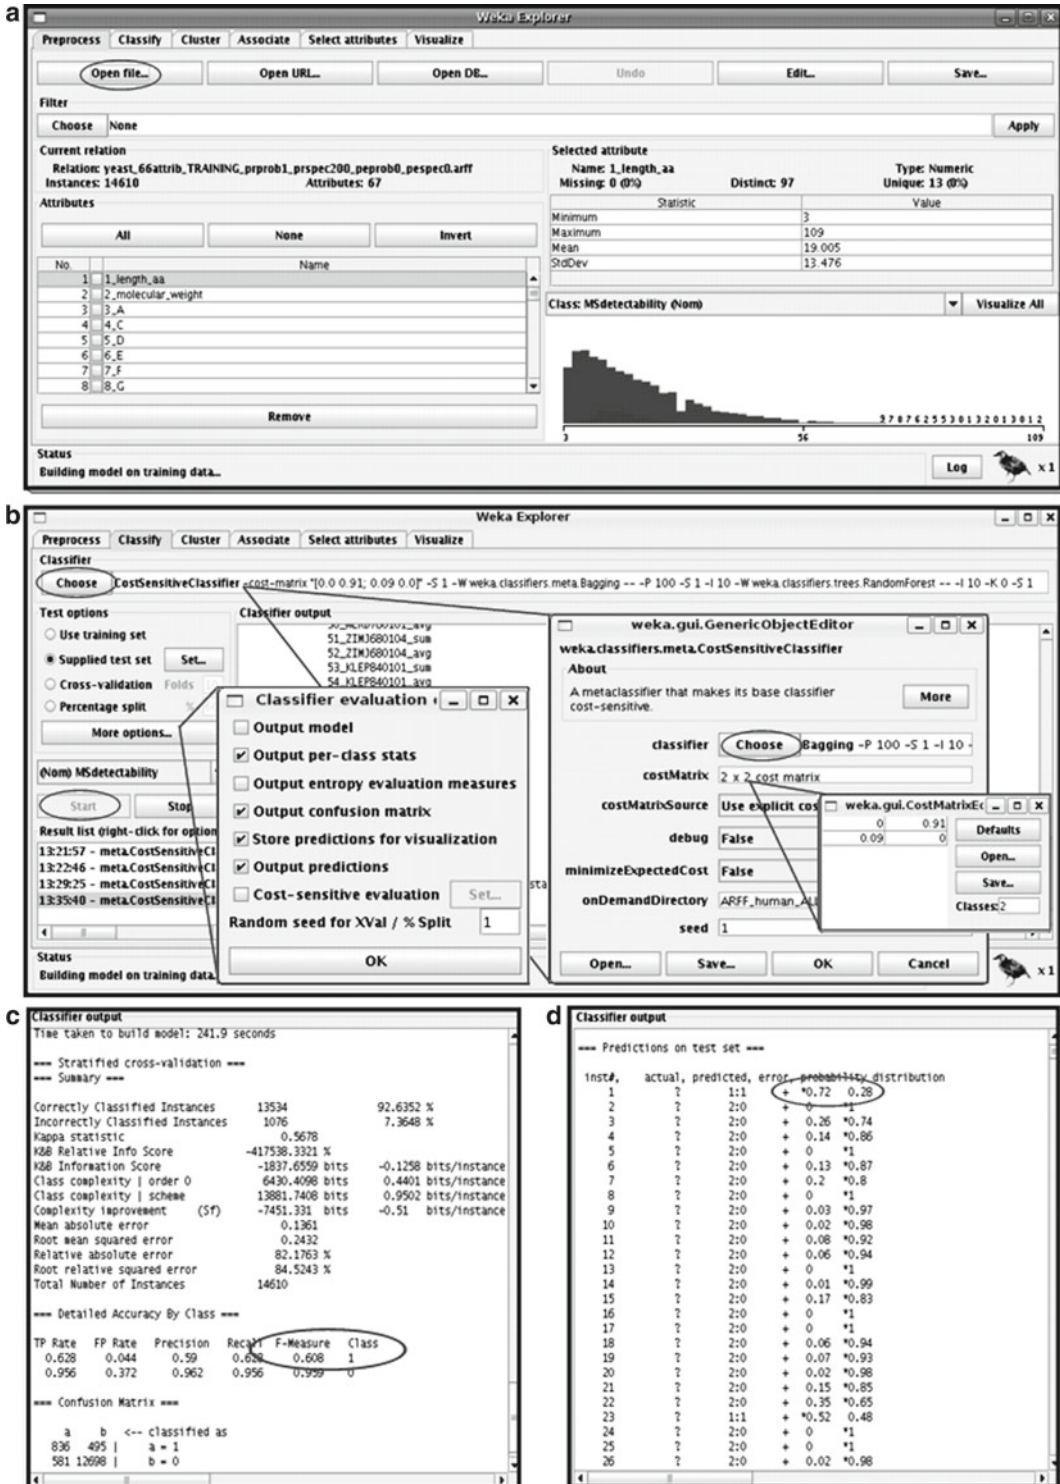 a
Weka Explorer
Preprocess Classify Cluster Associate Select attributes Visualize
Open file... Open URL... Open DB... Undo Edit... Save...
Filter
Choose None Apply
Current relation
Relation: yeast_66attrib_TRAINING_prprob1_prspec200_peprob0_pespec0.arff
Instances: 14610 Attributes: 67
Selected attribute
Name: 1_length_aa Type: Numeric
Missing: 0 (0%) Distinct: 97 Unique: 13 (0%)
Statistic Value
Minimum 3
Maximum 109
Mean 19.005
StdDev 13.476
Attributes
All None Invert
No. Name
1 1_length_aa
2 2_molecular_weight
3 3_A
4 4_C
5 5_D
6 6_E
7 7_F
8 8_G
Remove
Class: MSdetectability (Nom) Visualize All
3 56 109
Status
Building model on training data...
Log x 1
b
Weka Explorer
Preprocess Classify Cluster Associate Select attributes Visualize
Classifier
Choose CostSensitiveClassifier -cost-matrix "[0.0 0.91; 0.09 0.0]" -S 1 -W weka.classifiers.meta.Bagging -- -P 100 -S 1 -I 10 -W weka.classifiers.trees.RandomForest -- -I 10 -K 0 -S 1
Test options
Use training set
Supplied test set Set...
Cross-validation Folds
Percentage split %
More options...
(Nom) MSdetectability
Start Stop
Result list (right-click for option
13:21:57 - meta.CostSensitiveCl
13:22:46 - meta.CostSensitiveCl
13:29:25 - meta.CostSensitiveCl
13:35:40 - meta.CostSensitiveCl
Classifier output
51_ZIMJ680104_sum
52_ZIMJ680104_avg
53_KLEP840101_sum
54_KLEP840101_avg
Classifier evaluation
Output model
Output per-class stats
Output entropy evaluation measures
Output confusion matrix
Store predictions for visualization
Output predictions
Cost-sensitive evaluation Set...
Random seed for XVal / % Split 1
OK
weka.gui.GenericObjectEditor
weka.classifiers.meta.CostSensitiveClassifier
About
A metaclassifier that makes its base classifier
cost-sensitive.
More
classifier Choose Bagging -P 100 -S 1 -I 10 -
costMatrix 2 x 2 cost matrix
costMatrixSource Use explicit cos
debug False
minimizeExpectedCost False
onDemandDirectory ARFF_human_AL
seed 1
Open... Save... OK Cancel
weka.gui.CostMatrixEc
0 0.91
0.09 0
Defaults
Open...
Save...
Classes: 2
Status
Building model on training data.
x 1
c
Classifier output
Time taken to build model: 241.9 seconds
=== Stratified cross-validation ===
=== Summary ===
Correctly Classified Instances 13534 92.6352 %
Incorrectly Classified Instances 1076 7.3648 %
Kappa statistic 0.5678
K&B Relative Info Score -417538.3321 %
K&B Information Score -1837.6559 bits -0.1258 bits/instance
Class complexity | order 0 6430.4098 bits 0.4401 bits/instance
Class complexity | scheme 13881.7408 bits 0.9502 bits/instance
Complexity improvement (Sf) -7451.331 bits -0.51 bits/instance
Mean absolute error 0.1361
Root mean squared error 0.2432
Relative absolute error 82.1763 %
Root relative squared error 84.5243 %
Total Number of Instances 14610
=== Detailed Accuracy By Class ===
TP Rate FP Rate Precision Recall F-Measure Class
0.628 0.044 0.59 0.628 0.608 1
0.956 0.372 0.962 0.956 0.959 0
=== Confusion Matrix ===
a b <-- classified as
836 495 | a = 1
581 12698 | b = 0
d
Classifier output
=== Predictions on test set ===
inst#, actual, predicted, error, probability distribution
1 ? 1:1 + *0.72 0.28
2 ? 2:0 + 0 *1
3 ? 2:0 + 0.26 *0.74
4 ? 2:0 + 0.14 *0.86
5 ? 2:0 + 0 *1
6 ? 2:0 + 0.13 *0.87
7 ? 2:0 + 0.2 *0.8
8 ? 2:0 + 0 *1
9 ? 2:0 + 0.03 *0.97
10 ? 2:0 + 0.02 *0.98
11 ? 2:0 + 0.08 *0.92
12 ? 2:0 + 0.06 *0.94
13 ? 2:0 + 0 *1
14 ? 2:0 + 0.01 *0.99
15 ? 2:0 + 0.17 *0.83
16 ? 2:0 + 0 *1
17 ? 2:0 + 0 *1
18 ? 2:0 + 0.06 *0.94
19 ? 2:0 + 0.07 *0.93
20 ? 2:0 + 0.02 *0.98
21 ? 2:0 + 0.15 *0.85
22 ? 2:0 + 0.35 *0.65
23 ? 1:1 + *0.52 0.48
24 ? 2:0 + 0 *1
25 ? 2:0 + 0 *1
26 ? 2:0 + 0.02 *0.98